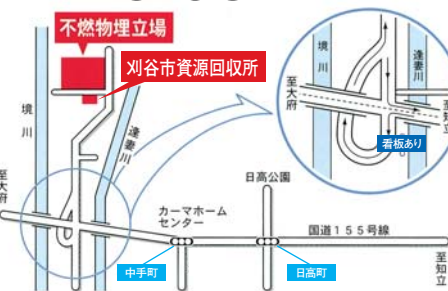 不燃物埋立場
刈谷市資源回収所
境川
逢妻川
至大府
至大府
境川
逢妻川
至知立
看板あり
カーマホーム
センター
日高公園
国道155号線
中手町
日高町
至知立